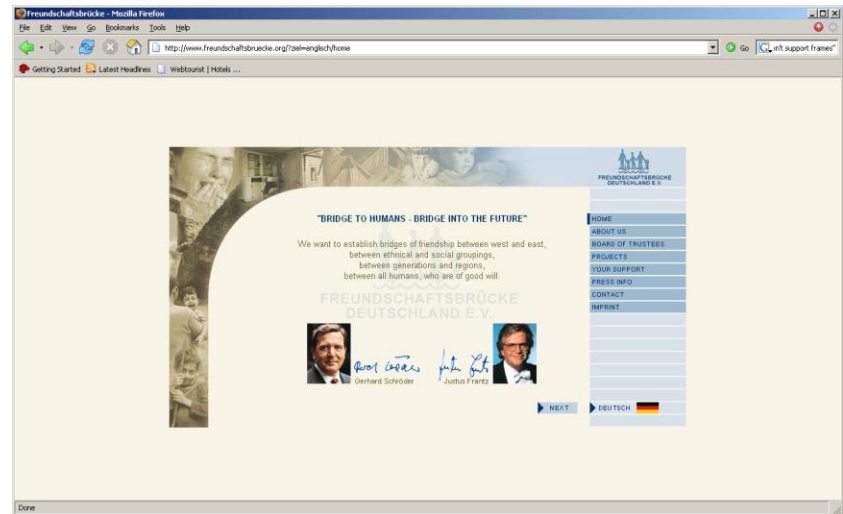 Freundschaftsbrücke - Mozilla Firefox
File Edit View Go Bookmarks Tools Help
http://www.freundschaftsbruecke.org/?ziel=englisch/home
Go
support frames"
Getting Started Latest Headlines Webtourist | Hotels ...
FREUNDSCHAFTSBRÜCKE
DEUTSCHLAND E.V.
"BRIDGE TO HUMANS - BRIDGE INTO THE FUTURE"
We want to establish bridges of friendship between west and east,
between ethnical and social groupings,
between generations and regions,
between all humans, who are of good will.
FREUNDSCHAFTSBRÜCKE
DEUTSCHLAND E.V.
Gerhard Schröder
Justus Frantz
NEXT
HOME
ABOUT US
BOARD OF TRUSTEES
PROJECTS
YOUR SUPPORT
PRESS INFO
CONTACT
IMPRINT
DEUTSCH
Done